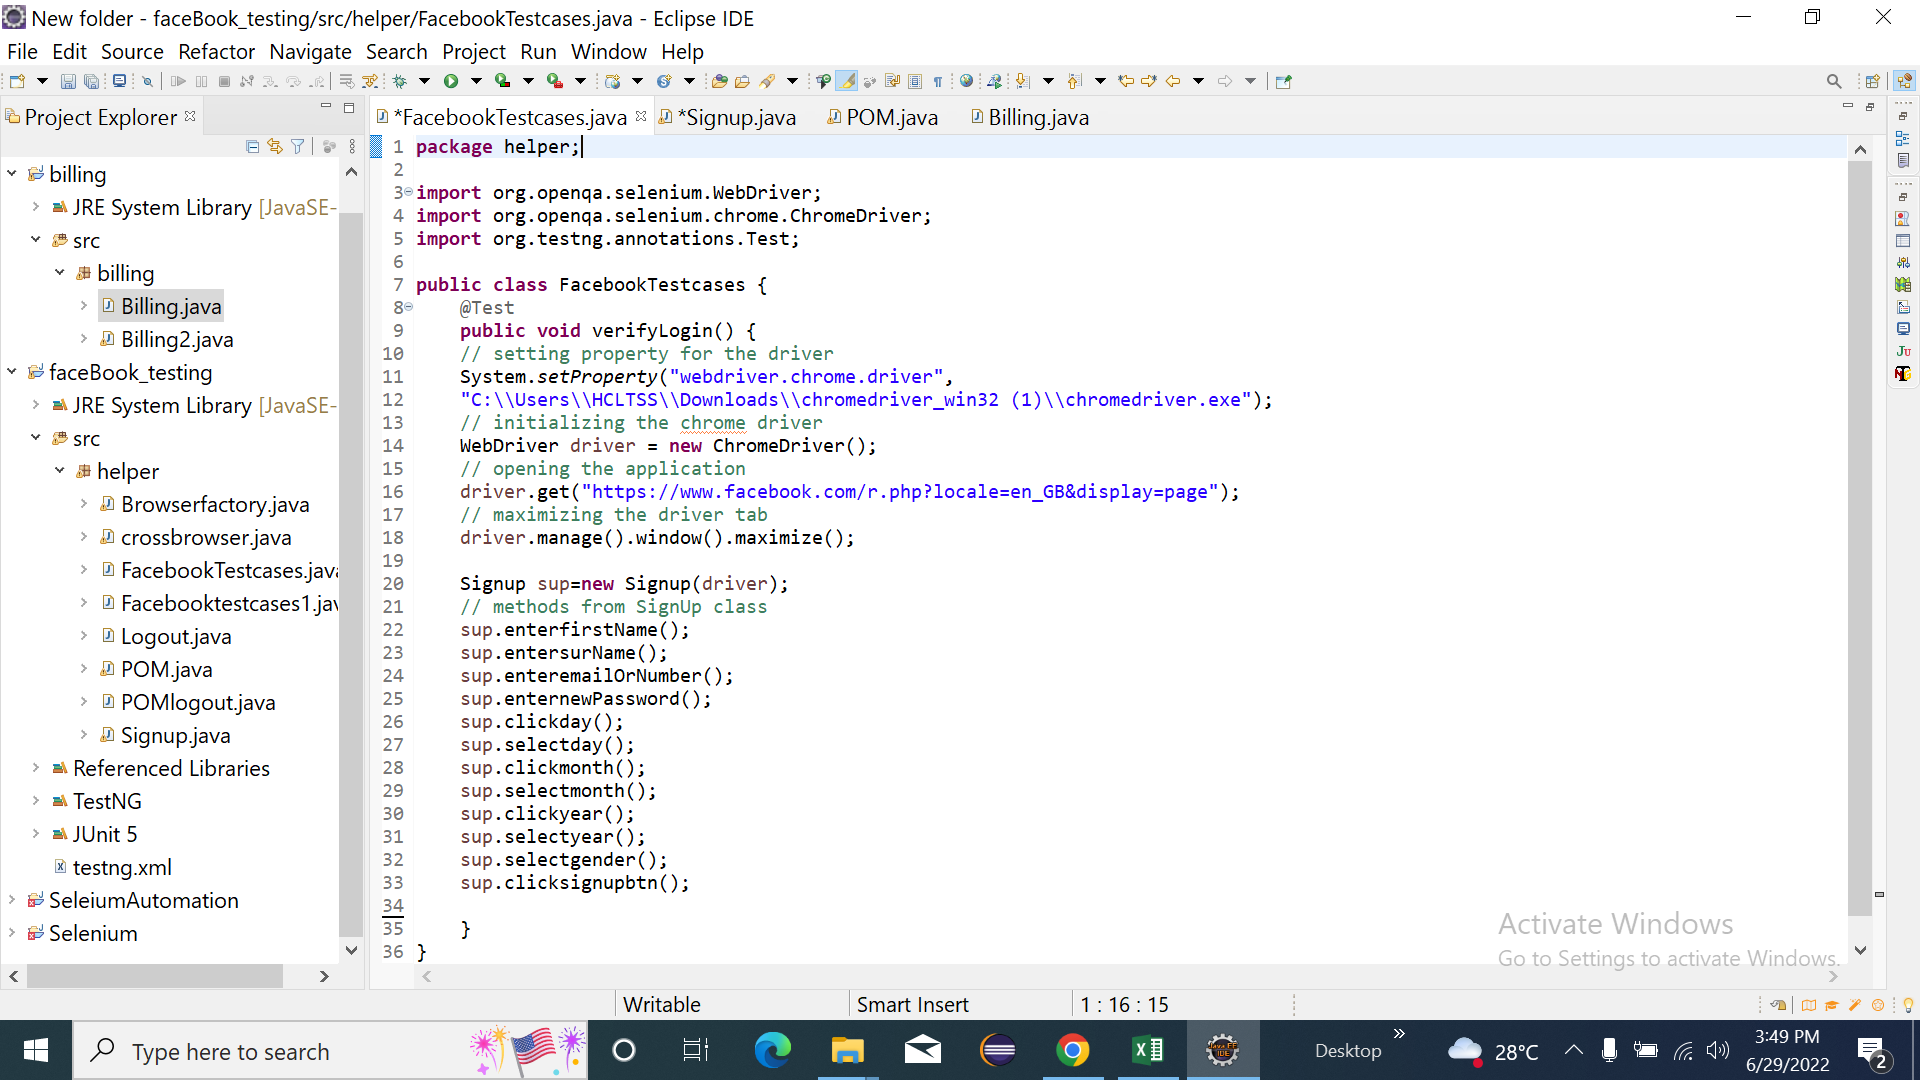 New folder - faceBook_testing/src/helper/FacebookTestcases.java - Eclipse IDE
File Edit Source Refactor Navigate Search Project Run Window Help
Project Explorer
*FacebookTestcases.java
*Signup.java
POM.java
Billing.java
billing
JRE System Library [JavaSE-
src
billing
Billing.java
Billing2.java
faceBook_testing
JRE System Library [JavaSE-
src
helper
Browserfactory.java
crossbrowser.java
FacebookTestcases.java
Facebooktestcases1.jav
Logout.java
POM.java
POMlogout.java
Signup.java
Referenced Libraries
TestNG
JUnit 5
testng.xml
SeleiumAutomation
Selenium
1 package helper;
2
3 import org.openqa.selenium.WebDriver;
4 import org.openqa.selenium.chrome.ChromeDriver;
5 import org.testng.annotations.Test;
6
7 public class FacebookTestcases {
8 @Test
9 public void verifyLogin() {
10 // setting property for the driver
11 System.setProperty("webdriver.chrome.driver",
12 "C:\\Users\\HCLTSS\\Downloads\\chromedriver_win32 (1)\\chromedriver.exe");
13 // initializing the chrome driver
14 WebDriver driver = new ChromeDriver();
15 // opening the application
16 driver.get("https://www.facebook.com/r.php?locale=en_GB&display=page");
17 // maximizing the driver tab
18 driver.manage().window().maximize();
19
20 Signup sup=new Signup(driver);
21 // methods from SignUp class
22 sup.enterfirstName();
23 sup.entersurName();
24 sup.enteremailOrNumber();
25 sup.enternewPassword();
26 sup.clickday();
27 sup.selectday();
28 sup.clickmonth();
29 sup.selectmonth();
30 sup.clickyear();
31 sup.selectyear();
32 sup.selectgender();
33 sup.clicksignupbtn();
34
35 }
36 }
Ju
Activate Windows
Go to Settings to activate Windows.
Writable
Smart Insert
1 : 16 : 15
Type here to search
Desktop
28°C
3:49 PM
6/29/2022
2